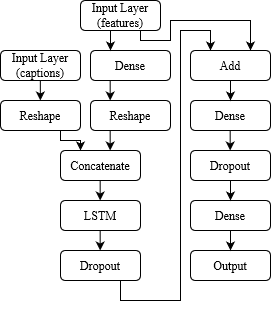 Input Layer
(features)
Input Layer
(captions)
Dense
Add
Reshape
Reshape
Dense
Concatenate
Dropout
LSTM
Dense
Dropout
Output